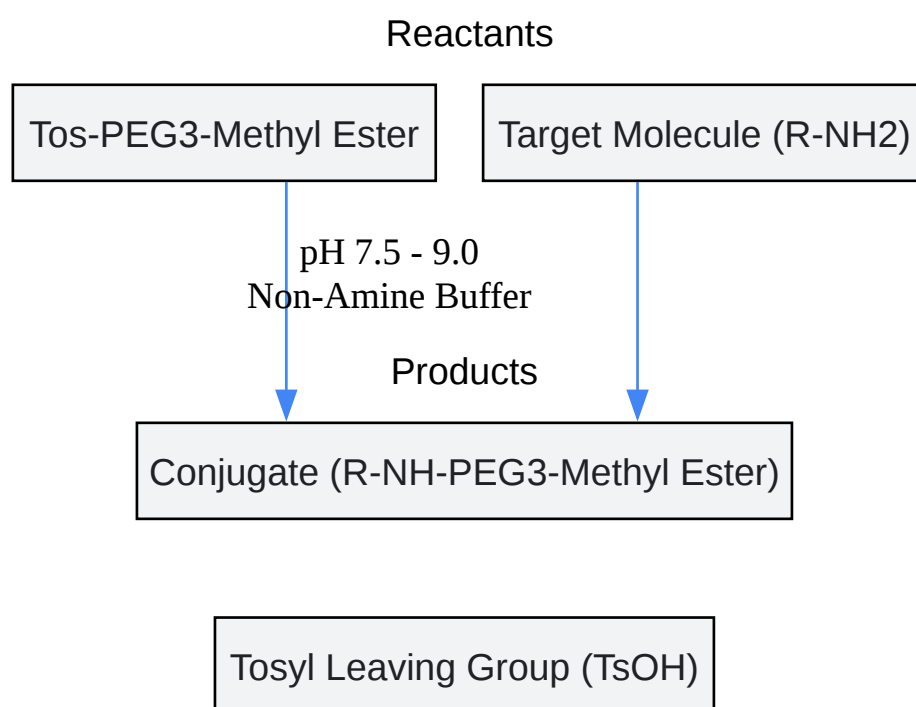 Reactants
Tos-PEG3-Methyl Ester
Target Molecule (R-NH2)
pH 7.5 - 9.0
Non-Amine Buffer
Products
Conjugate (R-NH-PEG3-Methyl Ester)
Tosyl Leaving Group (TsOH)